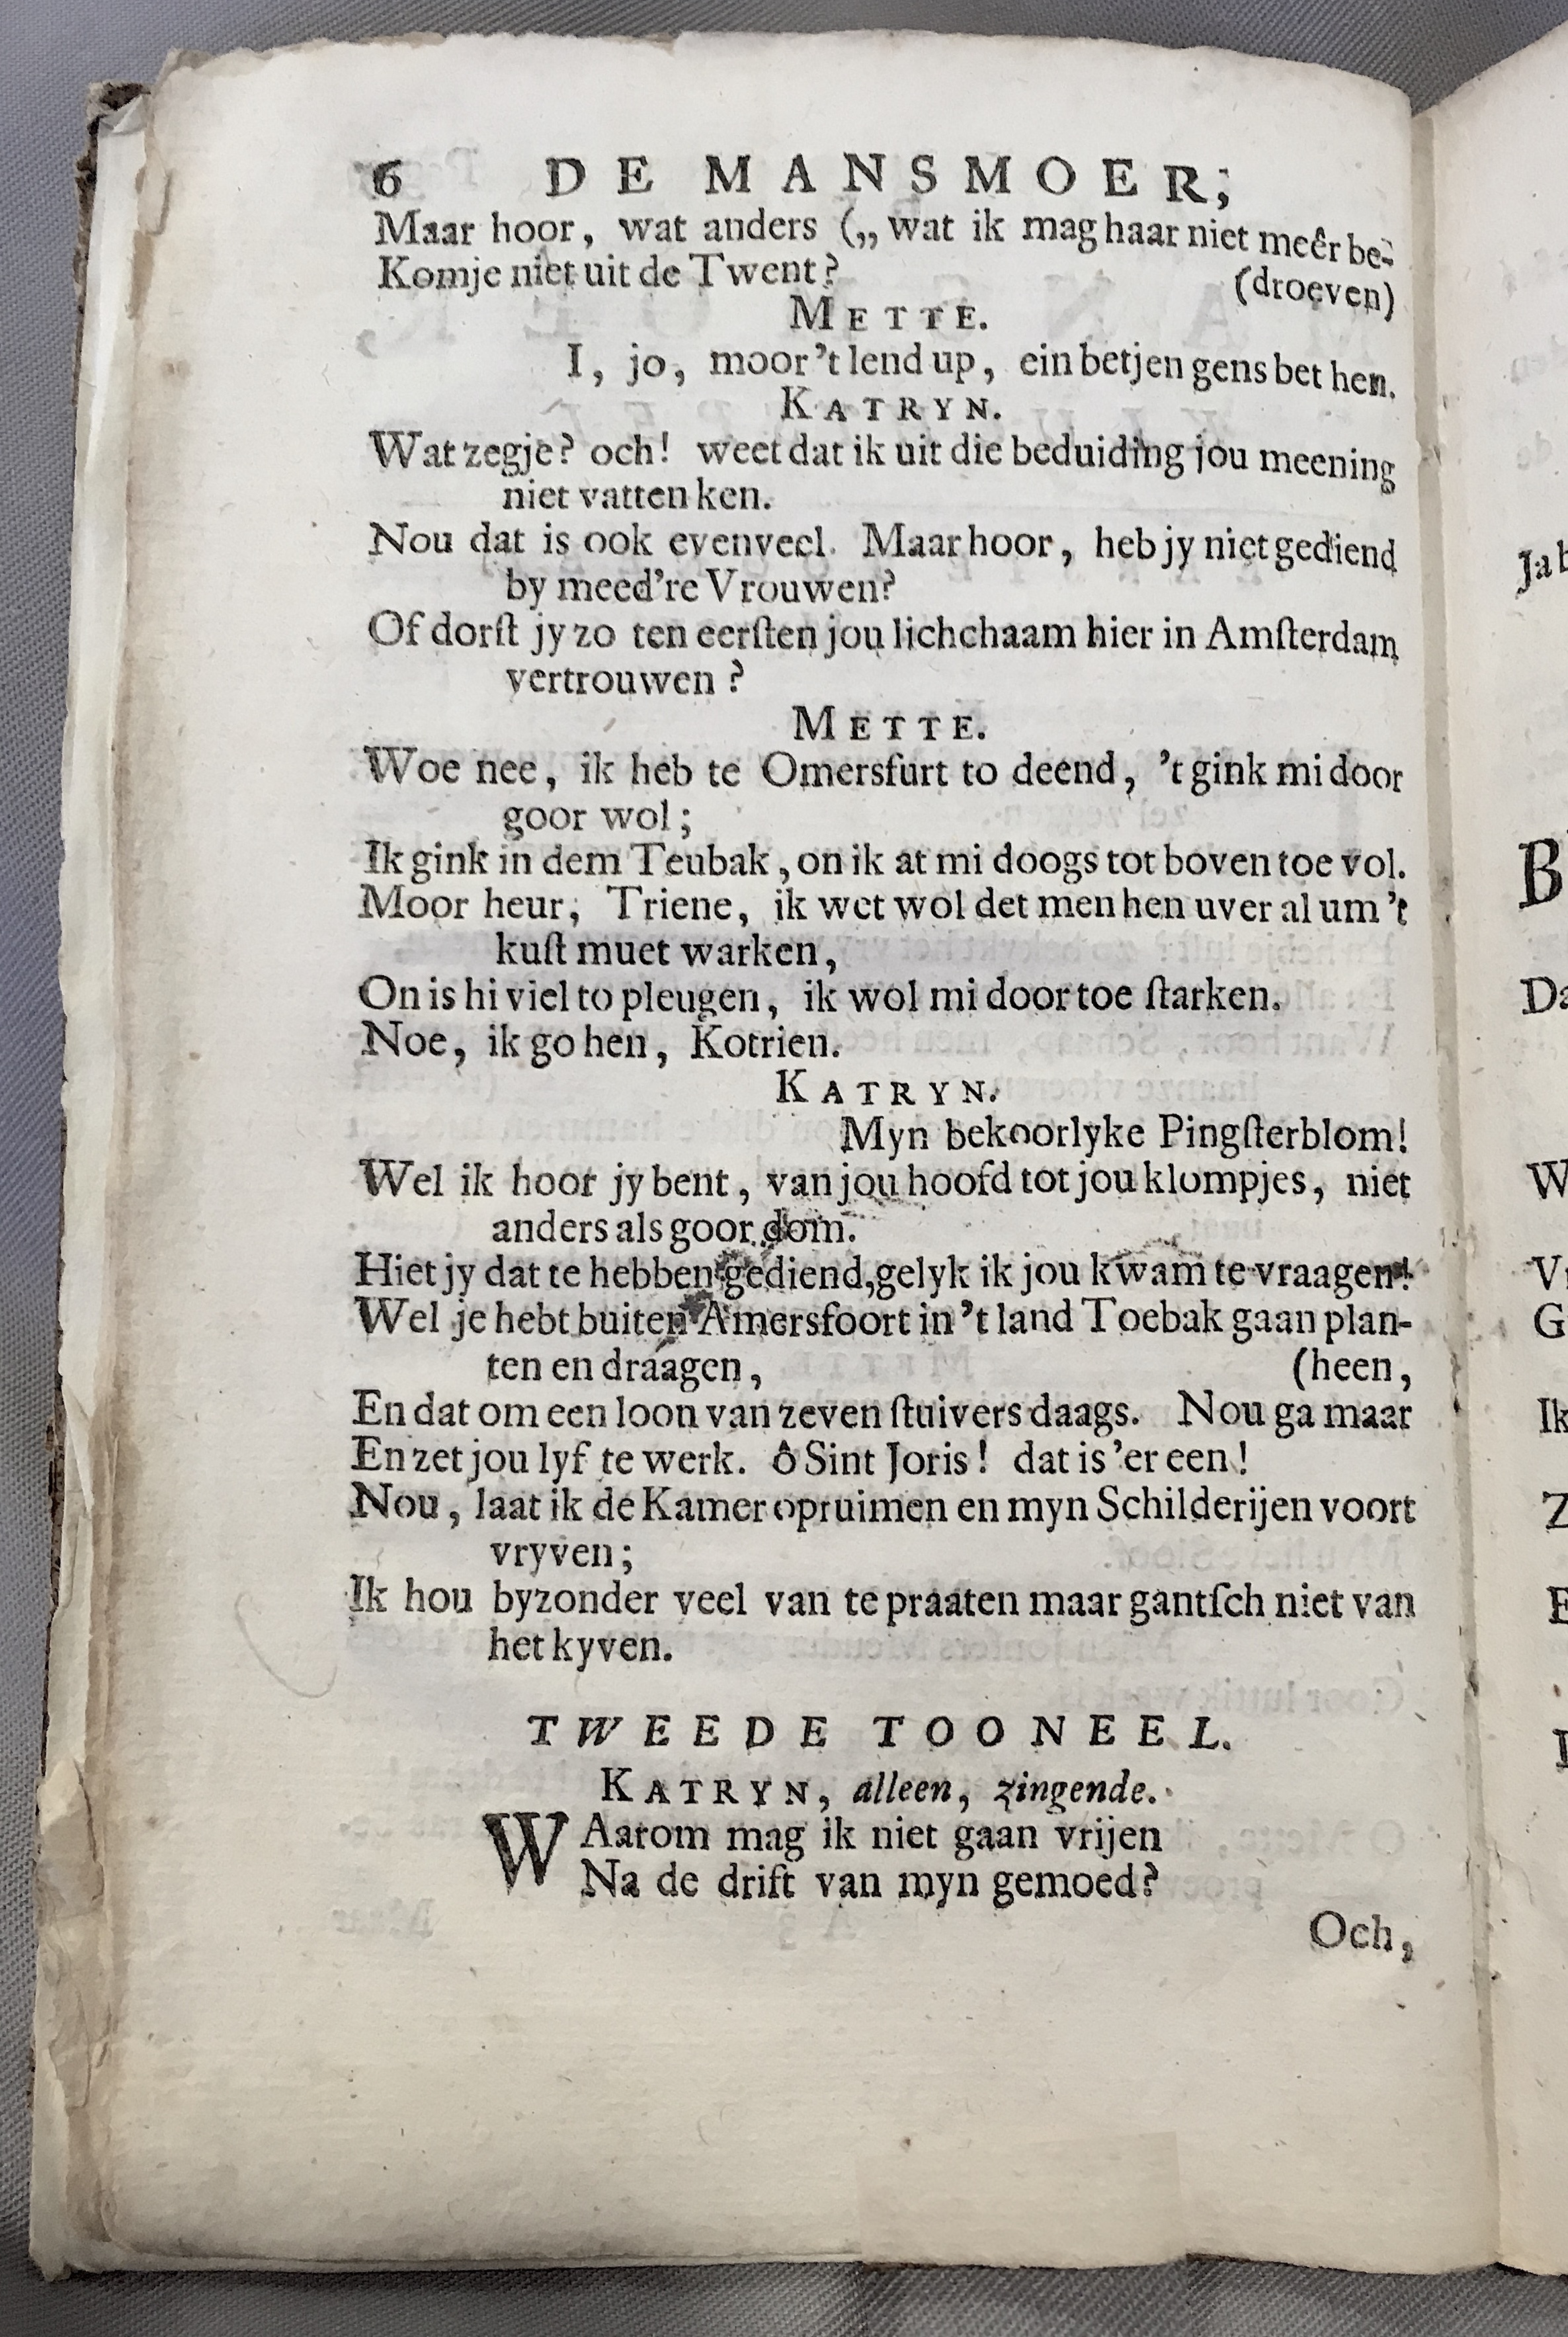 6 DE MANSMOER;
Maar hoor, wat anders („ wat ik mag haar niet meêr be-
Komje niet uit de Twent? (droeven)
METTE.
I, jo, moor 't lend up, ein betjen gens bet hen.
KATRYN.
Wat zegje? och! weet dat ik uit die beduiding jou meening
niet vatten ken.
Nou dat is ook evenveel. Maar hoor, heb jy niet gediend
by meed're Vrouwen?
Of dorſt jy zo ten eerſten jou lichchaam hier in Amſterdam
vertrouwen?
METTE.
Woe nee, ik heb te Omersfurt to deend, 't gink mi door
goor wol;
Ik gink in dem Teubak, on ik at mi doogs tot boven toe vol.
Moor heur, Triene, ik wet wol det men hen uver al um 't
kuſt muet warken,
On is hi viel to pleugen, ik wol mi door toe ſtarken.
Noe, ik go hen, Kotrien.
KATRYN.
Myn bekoorlyke Pingſterblom!
Wel ik hoor jy bent, van jou hoofd tot jou klompjes, niet
anders als goor dom.
Hiet jy dat te hebben gediend, gelyk ik jou kwam te vraagen!
Wel je hebt buiten Amersfoort in 't land Toebak gaan plan-
ten en draagen, (heen,
En dat om een loon van zeven ſtuivers daags. Nou ga maar
En zet jou lyf te werk. ô Sint Joris! dat is 'er een!
Nou, laat ik de Kamer opruimen en myn Schilderijen voort
vryven;
Ik hou byzonder veel van te praaten maar gantſch niet van
het kyven.
TWEEDE TOONEEL.
KATRYN, alleen, zingende.
WAarom mag ik niet gaan vrijen
Na de drift van myn gemoed?
Och,
Ja
B
Da
W
V
G
Ik
Z
E